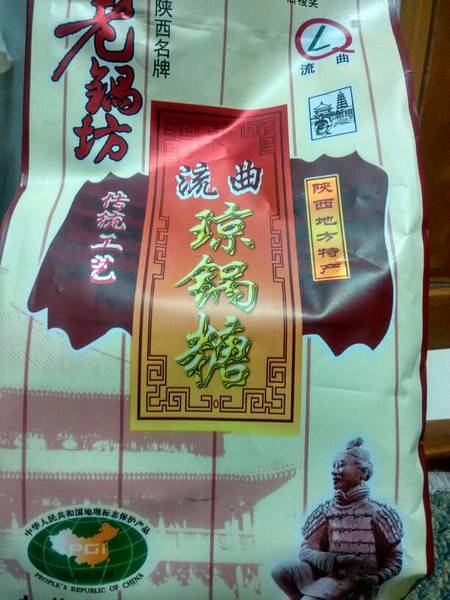 老锅坊
陕西名牌
流曲
®
传统工艺
流曲
琼锅糖
陕西地方特产
中华人民共和国地理标志保护产品
PGI
PEOPLE'S REPUBLIC OF CHINA